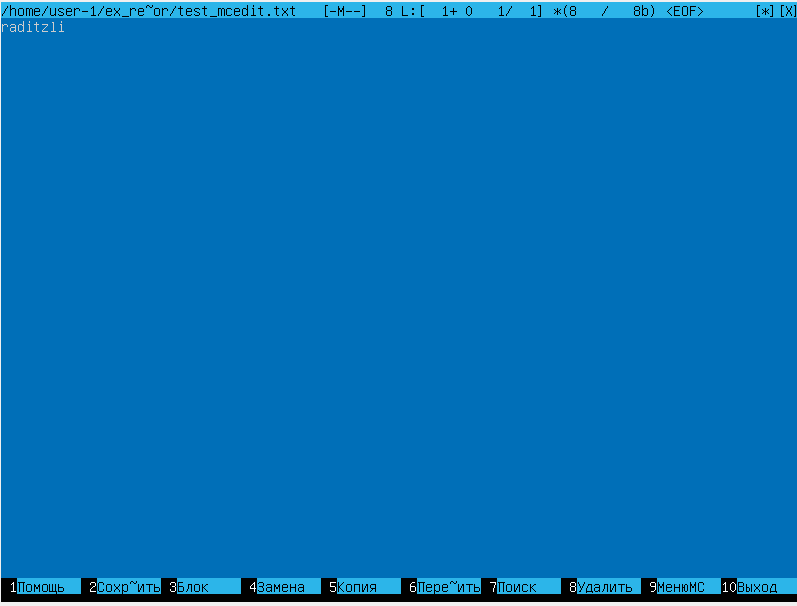 /home/user-1/ex_re~or/test_mcedit.txt [-M--] 8 L:[ 1+ 0 1/ 1] *(8 / 8b) <EOF> [*][X]
raditzli
1Помощь 2Сохр~ить 3Блок 4Замена 5Копия 6Пере~ить 7Поиск 8Удалить 9МенюМС 10Выход